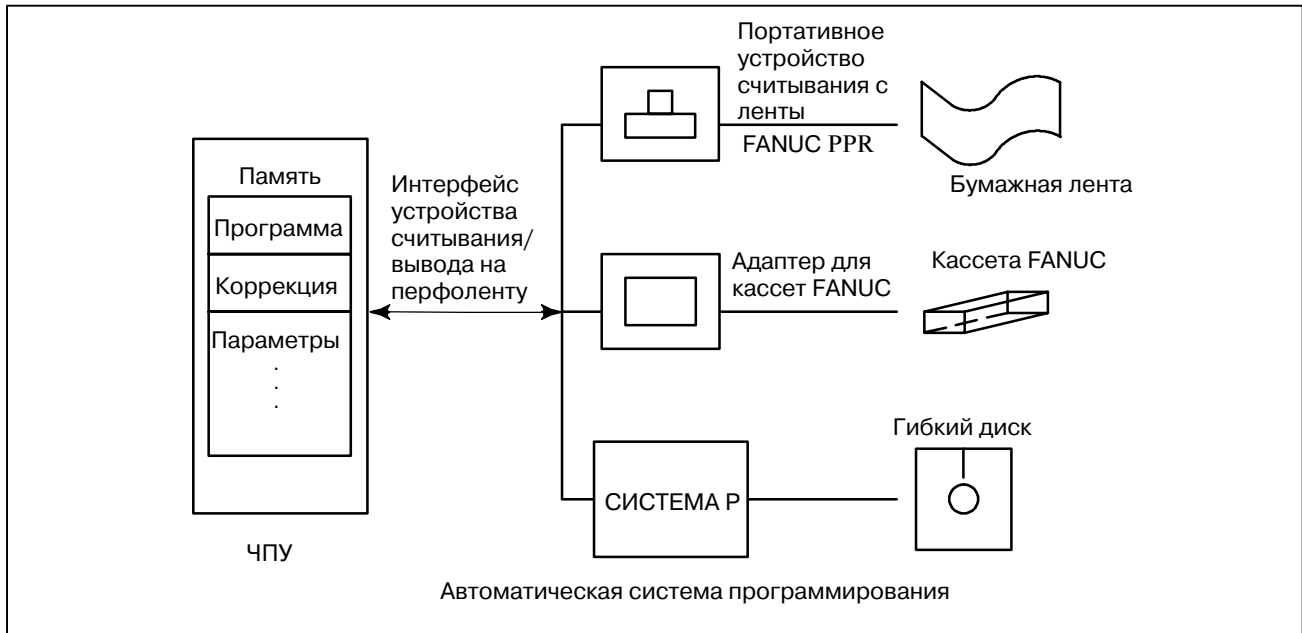 Память
Программа
Коррекция
Параметры
.
.
.
ЧПУ
Интерфейс
устройства
считывания/
вывода на
перфоленту
Портативное
устройство
считывания с
ленты
FANUC PPR
Бумажная лента
Адаптер для
кассет FANUC
Кассета FANUC
СИСТЕМА P
Гибкий диск
Автоматическая система программирования